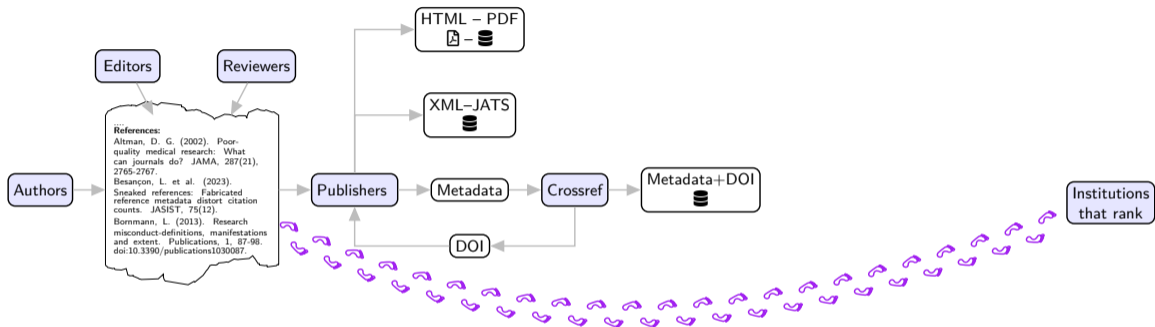 HTML – PDF
–
Editors
Reviewers
XML–JATS
....
References:
Altman, D. G. (2002). Poor-
quality medical research: What
can journals do? JAMA, 287(21),
2765-2767.
Besançon, L. et al. (2023).
Sneaked references: Fabricated
reference metadata distort citation
counts. JASIST, 75(12).
Bornmann, L. (2013). Research
misconduct-definitions, manifestations
and extent. Publications, 1, 87-98.
doi:10.3390/publications1030087.
Authors
Publishers
Metadata
Crossref
Metadata+DOI
Institutions
that rank
DOI